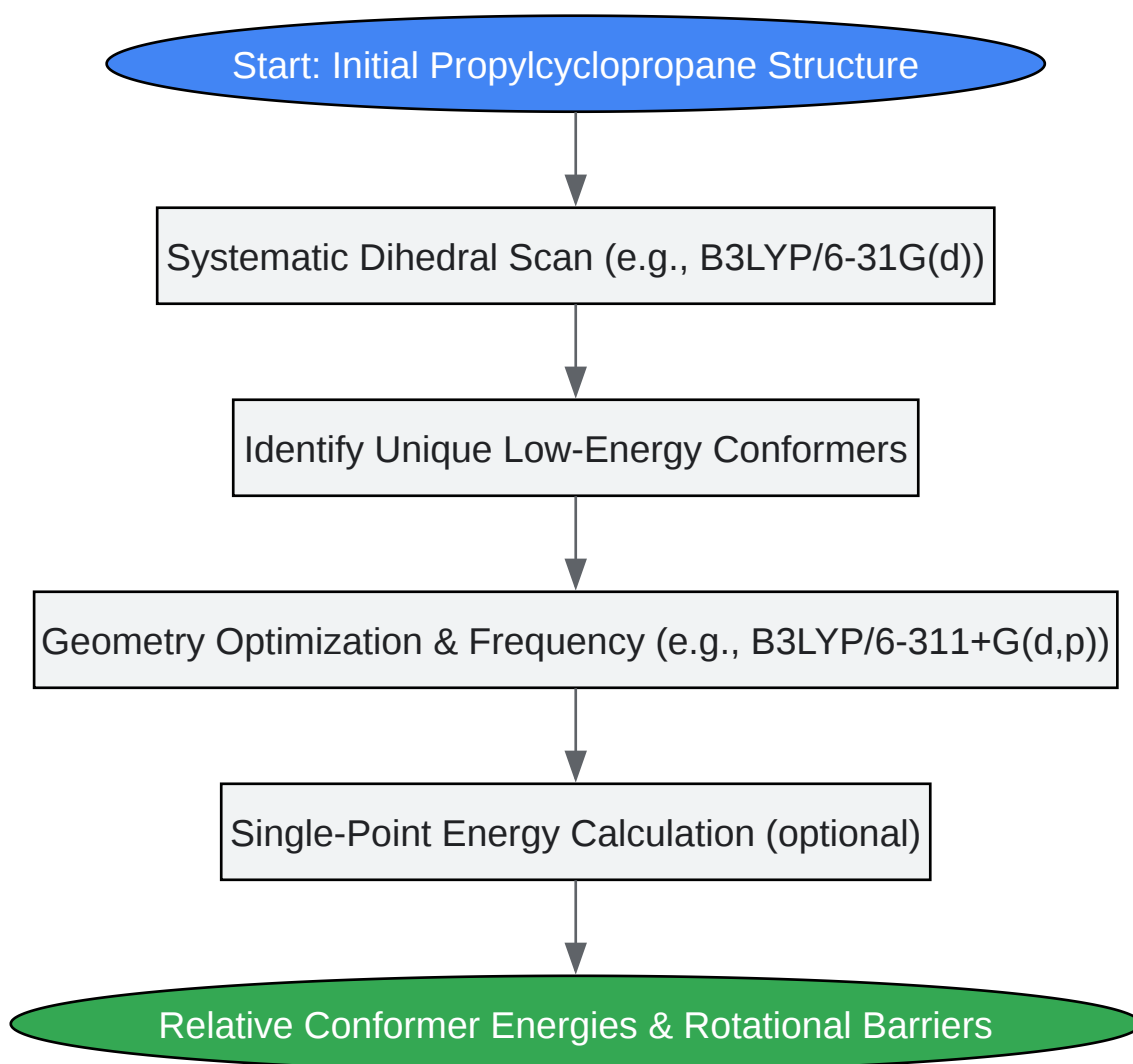 Start: Initial Propylcyclopropane Structure
Systematic Dihedral Scan (e.g., B3LYP/6-31G(d))
Identify Unique Low-Energy Conformers
Geometry Optimization & Frequency (e.g., B3LYP/6-311+G(d,p))
Single-Point Energy Calculation (optional)
Relative Conformer Energies & Rotational Barriers